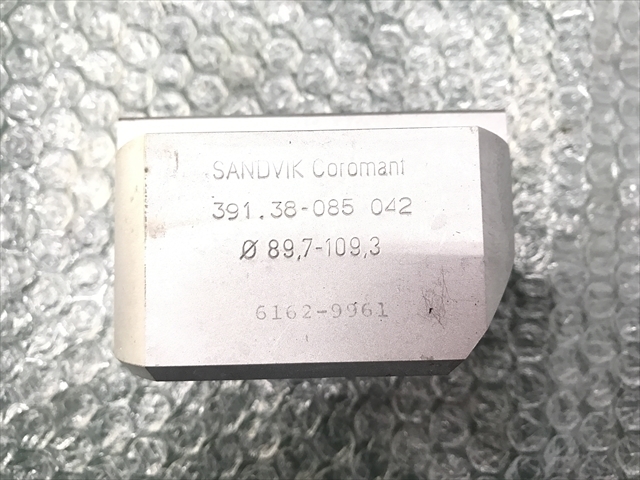 SANDVIK Coromant
391.38-085 042
Ø 89,7-109,3
6162-9961